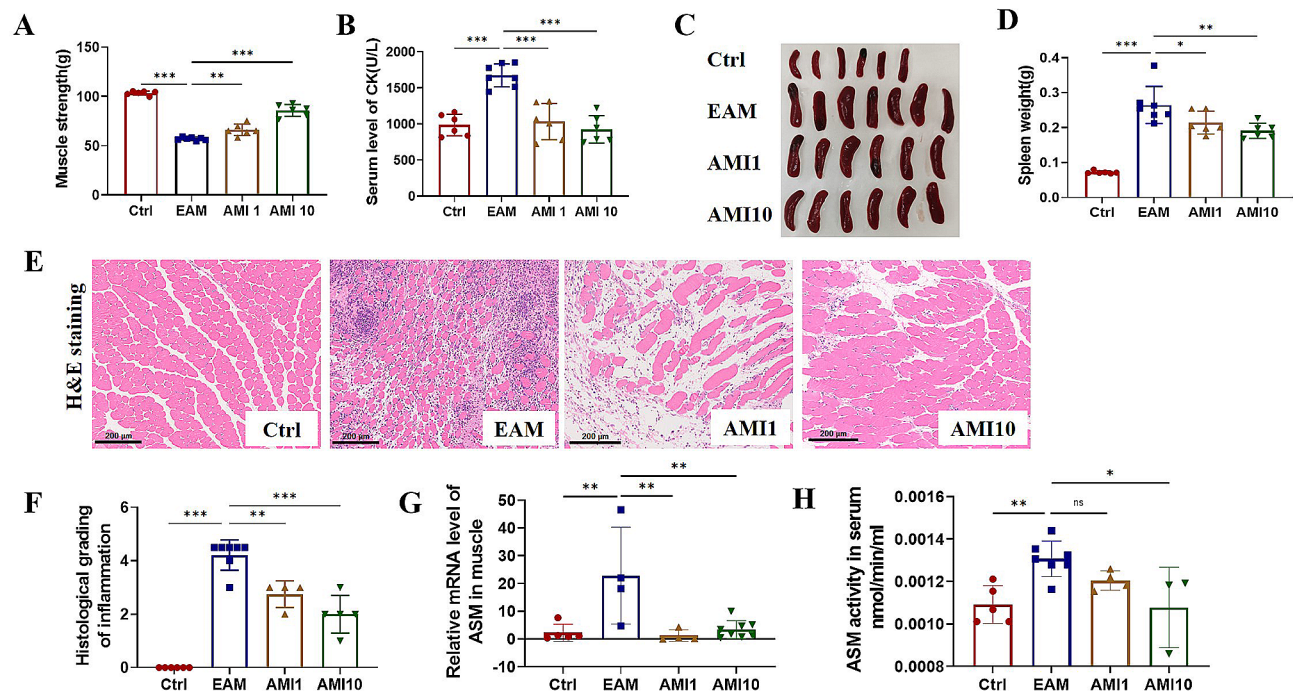 A
Muscle strength(g)
150
100
50
0
***
***
**
Ctrl
EAM
AMI 1
AMI 10
B
Serum level of CK(U/L)
2000
1500
1000
500
0
***
***
***
Ctrl
EAM
AMI 1
AMI 10
C
Ctrl
EAM
AMI1
AMI10
D
Spleen weight(g)
0.4
0.3
0.2
0.1
0.0
**
***
*
Ctrl
EAM
AMI1
AMI10
E
H&E staining
200 μm
Ctrl
200 μm
EAM
200 μm
AMI1
200 μm
AMI10
F
Histological grading
of inflammation
6
4
2
0
***
***
**
Ctrl
EAM
AMI1
AMI10
G
Relative mRNA level of
ASM in muscle
50
40
30
20
10
0
-10
**
**
**
Ctrl
EAM
AMI1
AMI10
H
ASM activity in serum
nmol/min/ml
0.0016
0.0014
0.0012
0.0010
0.0008
*
**
ns
Ctrl
EAM
AMI1
AMI10